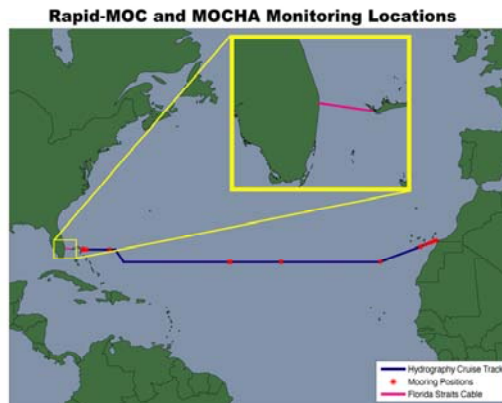 Rapid-MOC and MOCHA Monitoring Locations
Hydrography Cruise Track
Mooring Positions
Florida Straits Cable